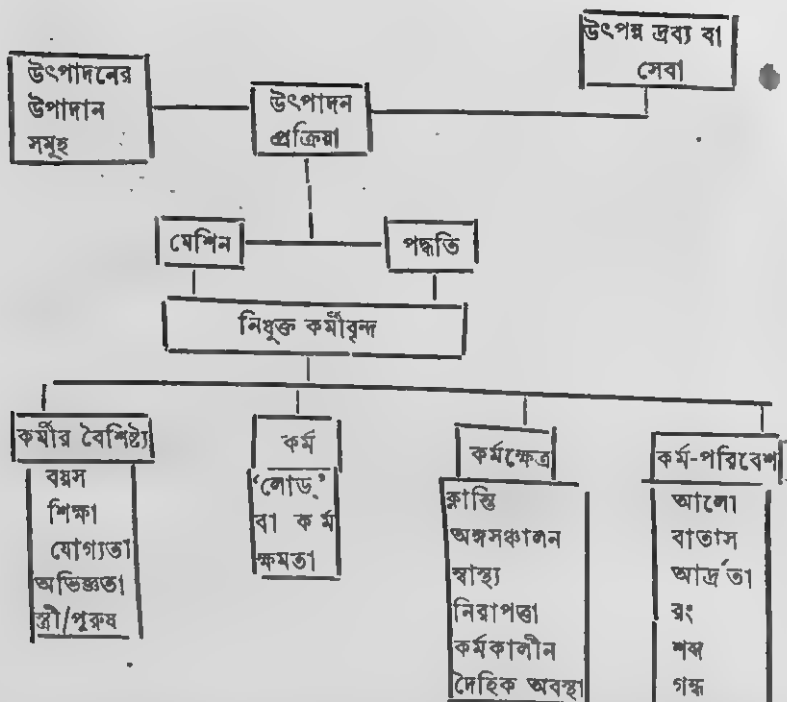 উৎপন্ন দ্রব্য বা
সেবা
উৎপাদনের
উপাদান
সমূহ
উৎপাদন
প্রক্রিয়া
মেশিন
পদ্ধতি
নিযুক্ত কর্মীবৃন্দ
কর্মীর বৈশিষ্ট্য
বয়স
শিক্ষা
যোগ্যতা
অভিজ্ঞতা
স্ত্রী/পুরুষ
কর্ম
‘লোড্’
বা কর্ম
ক্ষমতা
কর্মক্ষেত্র
ক্লান্তি
অঙ্গসঞ্চালন
স্বাস্থ্য
নিরাপত্তা
কর্মকালীন
দৈহিক অবস্থা
কর্ম-পরিবেশ
আলো
বাতাস
আর্দ্রতা
রং
শব্দ
গন্ধ